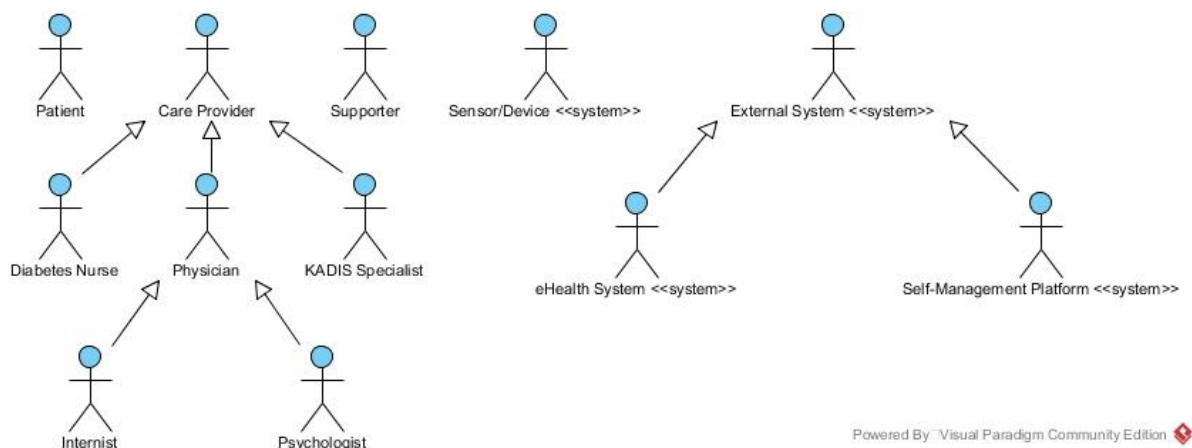 Patient
Care Provider
Supporter
Sensor/Device <<system>>
External System <<system>>
Diabetes Nurse
Physician
KADIS Specialist
eHealth System <<system>>
Self-Management Platform <<system>>
Internist
Psychologist
Powered By Visual Paradigm Community Edition